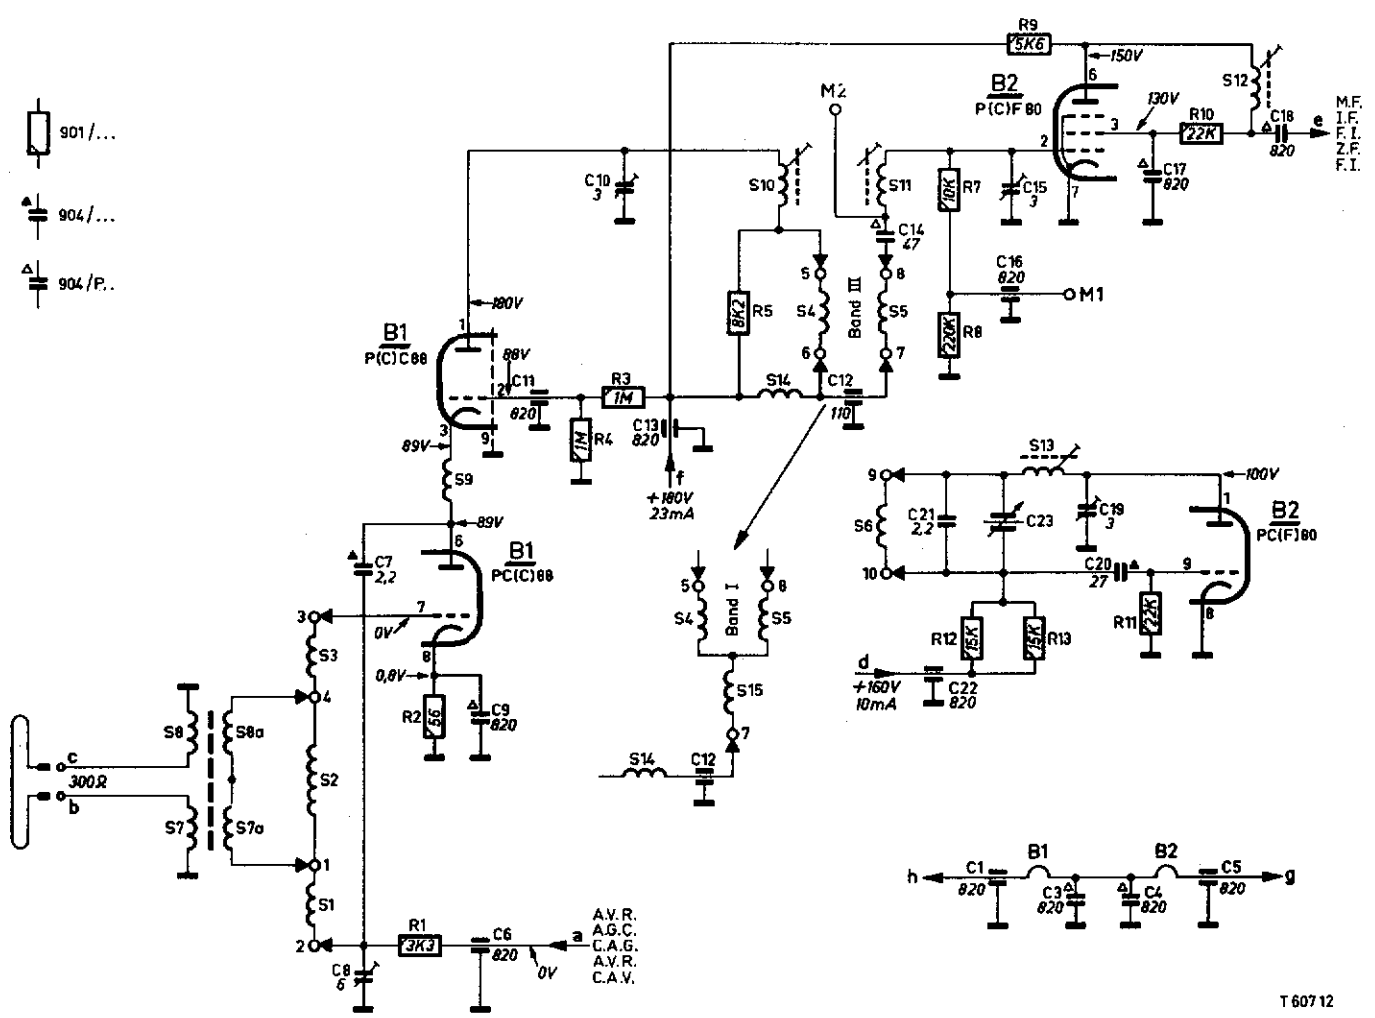 R9
5K6
150V
6
B2
P(C)F80
S12
M2
130V
R10
22K
C18
820
e
M.F.
I.F.
F.I.
Z.F.
F.I.
3
2
7
C17
820
901/...
904/...
904/P..
C10
3
S10
S11
R7
10K
C15
3
C14
47
5
8
C16
820
M1
180V
1
B1
P(C)C88
R5
8K2
S4
Band III
S5
R8
220K
6
7
88V
2
C11
820
R3
1M
S14
C12
110
3
9
89V
R4
1M
C13
820
f
+180V
23mA
S9
89V
6
B1
PC(C)88
C7
2,2
S13
9
100V
1
B2
PC(F)80
S6
C21
2,2
C23
C19
3
10
C20
27
9
8
R11
22K
R12
15K
R13
15K
d
+160V
10mA
C22
820
5
8
S4
Band I
S5
S15
7
S14
C12
3
0V
7
8
S3
0,8V
4
R2
56
C9
820
S8
S8a
c
300Ω
b
S2
S7
S7a
1
S1
2
R1
3K3
C6
820
a
0V
A.V.R.
A.G.C.
C.A.G.
A.V.R.
C.A.V.
C8
6
h
C1
820
B1
C3
820
C4
820
B2
C5
820
g
T 60712